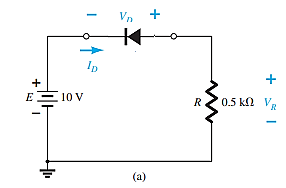 − V_D +
I_D
+
E 10 V
−
R 0.5 kΩ
+
V_R
−
(a)